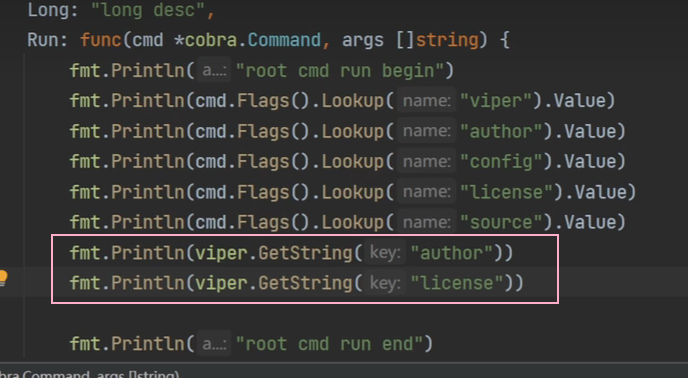 Long: "long desc",
Run: func(cmd *cobra.Command, args []string) {
fmt.Println( a...: "root cmd run begin")
fmt.Println(cmd.Flags().Lookup( name: "viper").Value)
fmt.Println(cmd.Flags().Lookup( name: "author").Value)
fmt.Println(cmd.Flags().Lookup( name: "config").Value)
fmt.Println(cmd.Flags().Lookup( name: "license").Value)
fmt.Println(cmd.Flags().Lookup( name: "source").Value)
fmt.Println(viper.GetString( key: "author"))
fmt.Println(viper.GetString( key: "license"))
fmt.Println( a...: "root cmd run end")
bra.Command, args []string)